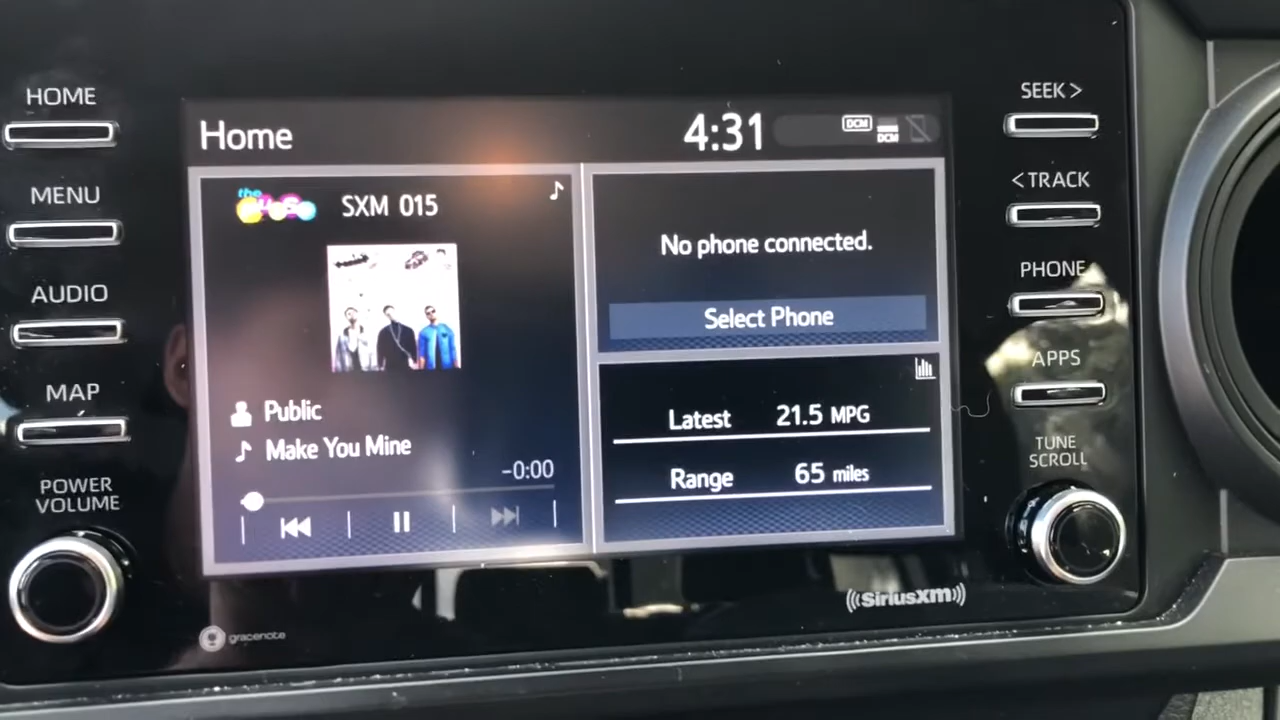 HOME
MENU
AUDIO
MAP
POWER
VOLUME
Home
4:31
DCM
DCM
the
SXM 015
Public
Make You Mine
-0:00
No phone connected.
Select Phone
Latest 21.5 MPG
Range 65 miles
SEEK >
< TRACK
PHONE
APPS
TUNE
SCROLL
gracenote
((SiriusXM))